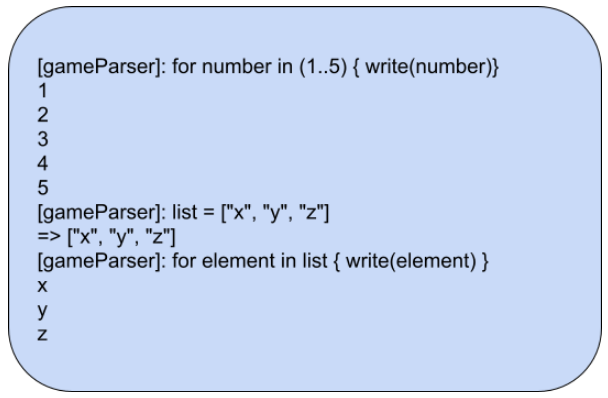 [gameParser]: for number in (1..5) { write(number)}
1
2
3
4
5
[gameParser]: list = ["x", "y", "z"]
=> ["x", "y", "z"]
[gameParser]: for element in list { write(element) }
x
y
z